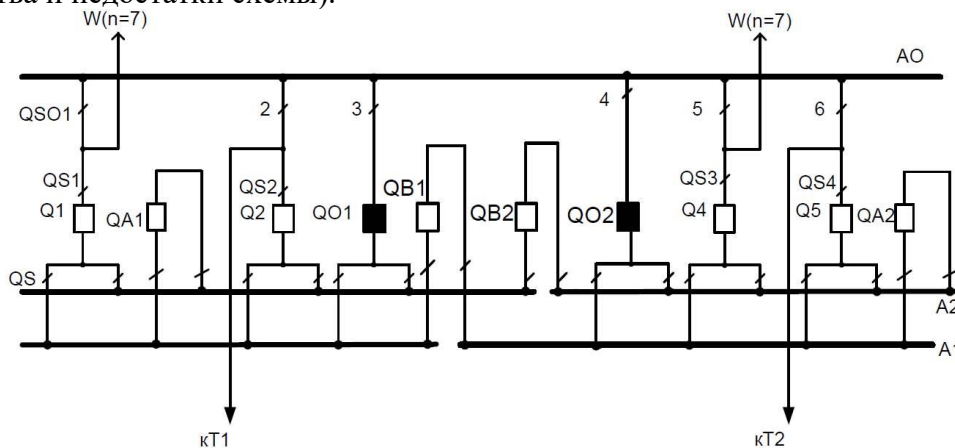 тва и недостатки схемы).
W(n=7) W(n=7)
AO
QSO1 2 3 4 5 6
QS1 QS2 QB1 QS3 QS4
Q1 QA1 Q2 QO1 QB2 QO2 Q4 Q5 QA2
QS
A2
A1
кТ1 кТ2